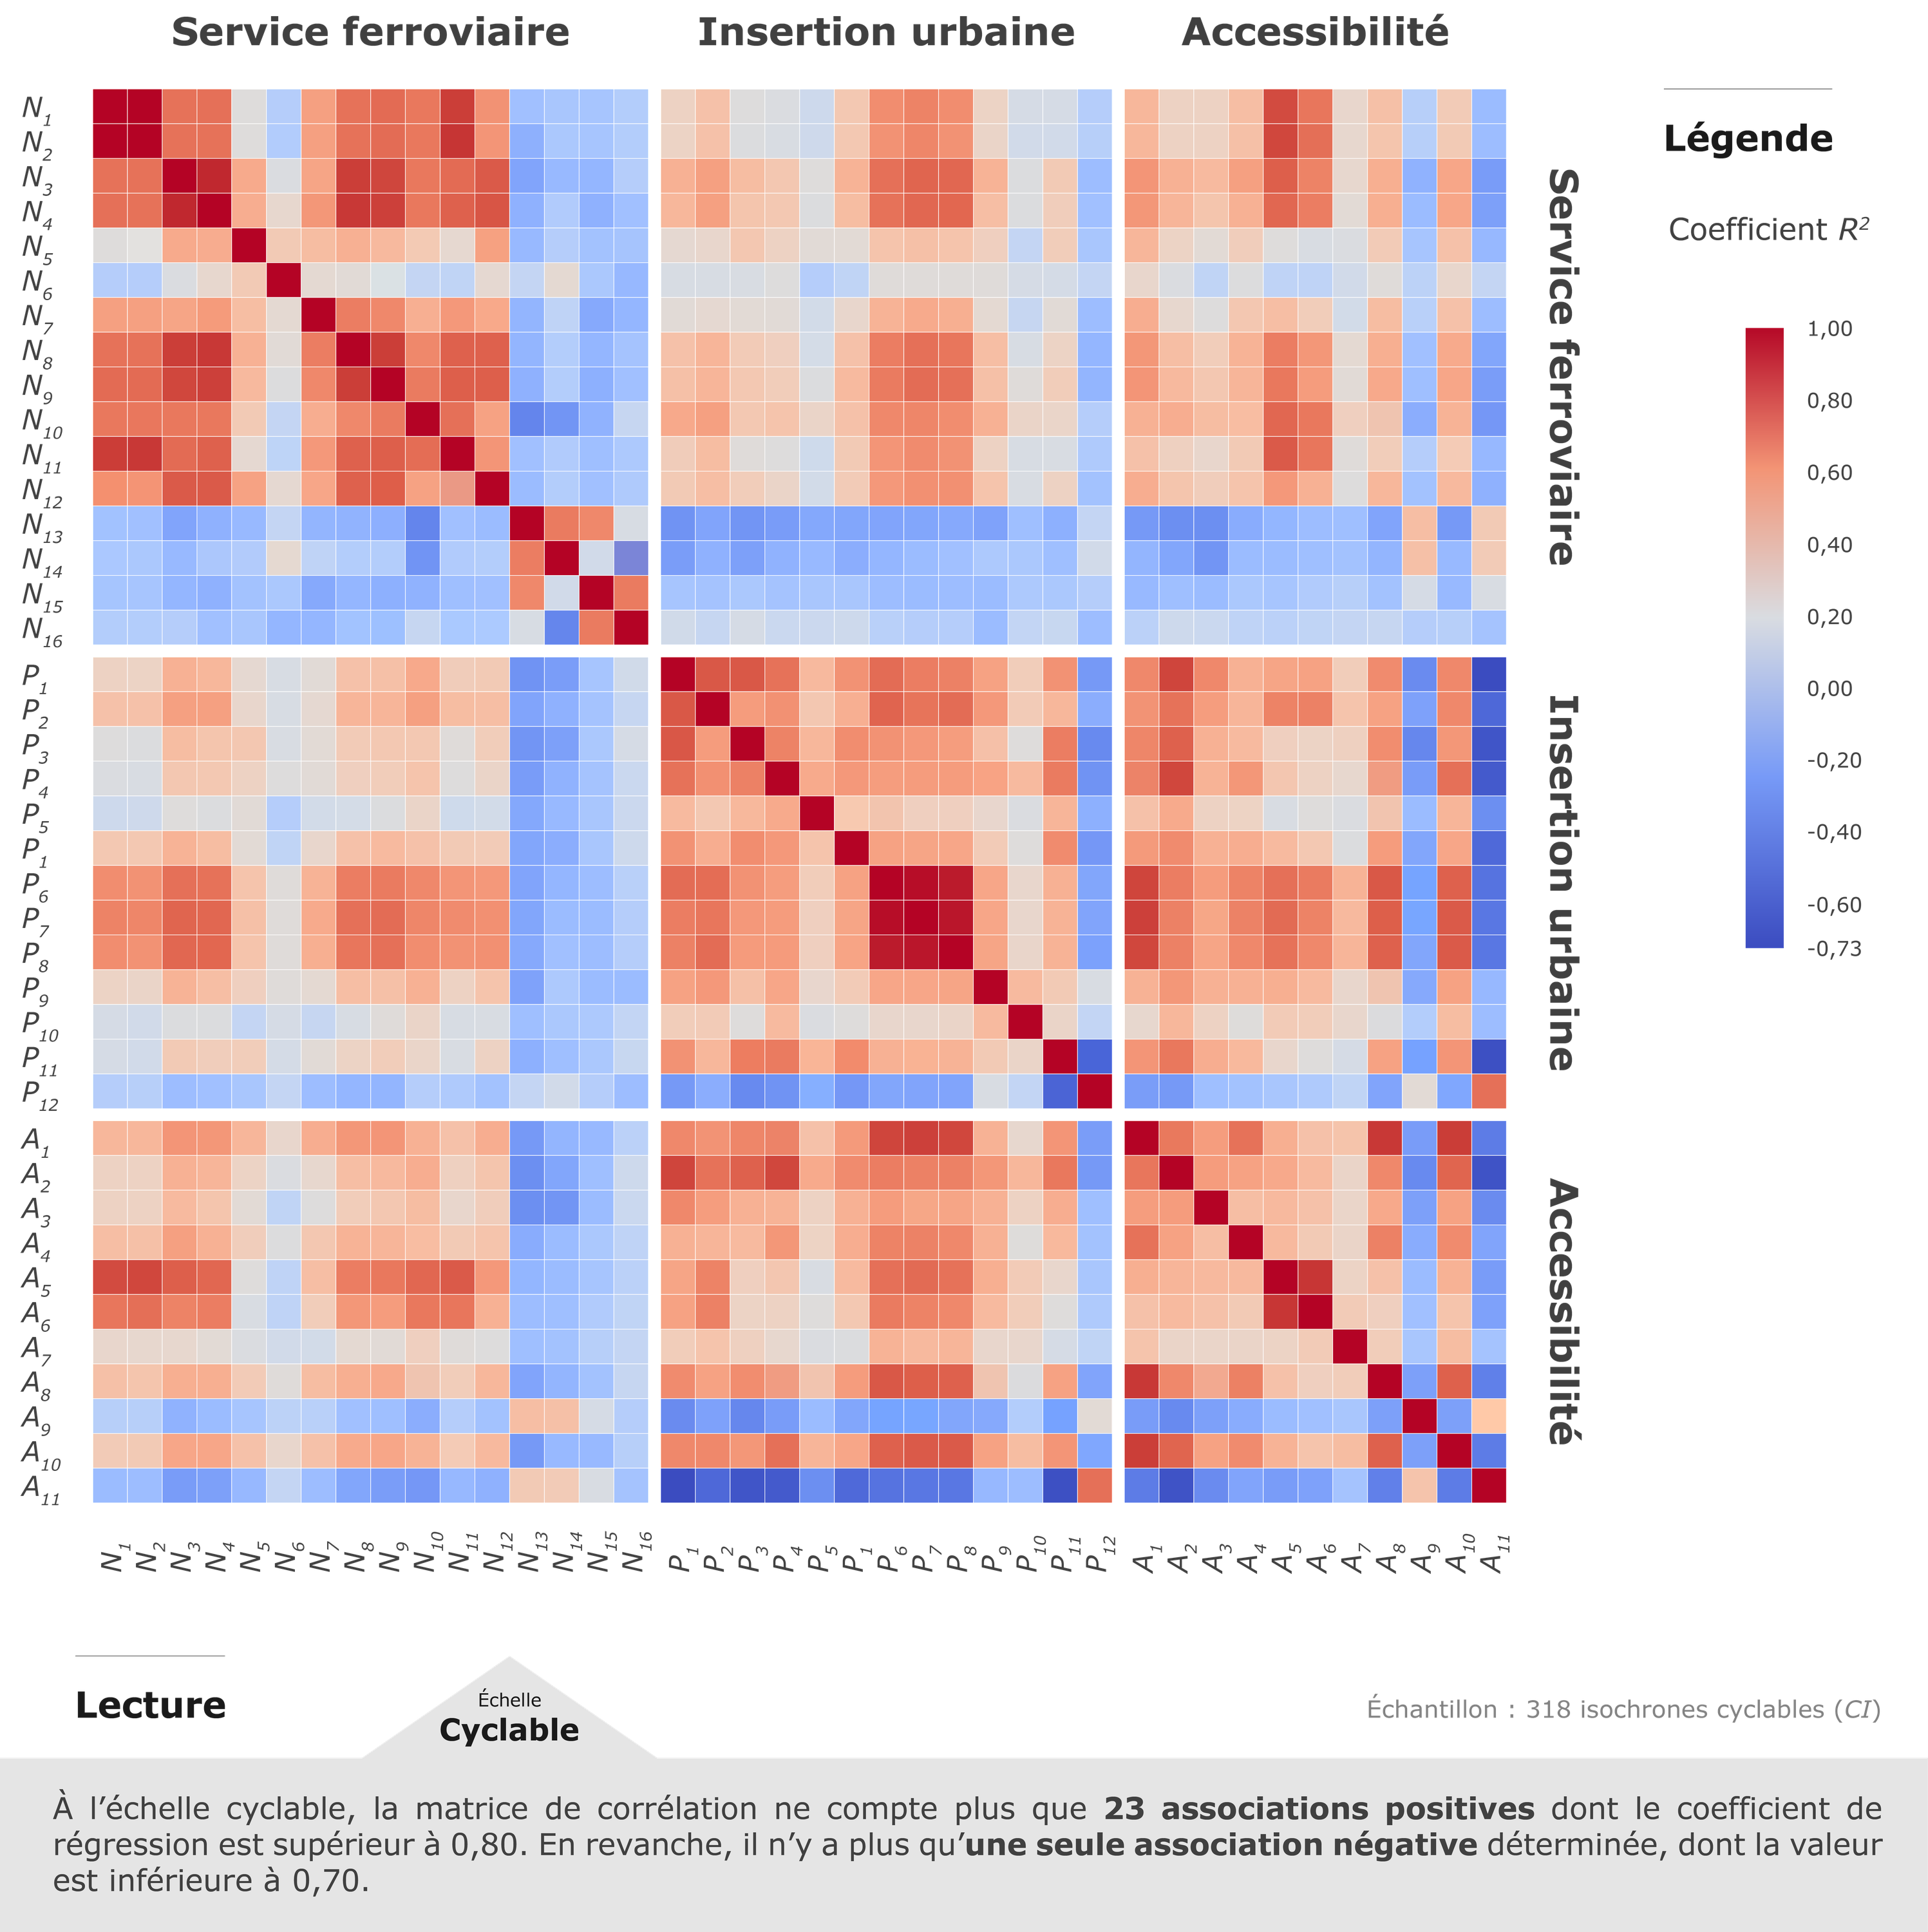 Service ferroviaire
Insertion urbaine
Accessibilité
N1
N2
N3
N4
N5
N6
N7
N8
N9
N10
N11
N12
N13
N14
N15
N16
P1
P2
P3
P4
P5
P1
P6
P7
P8
P9
P10
P11
P12
A1
A2
A3
A4
A5
A6
A7
A8
A9
A10
A11
Service ferroviaire
Insertion urbaine
Accessibilité
Légende
Coefficient R²
1,00
0,80
0,60
0,40
0,20
0,00
-0,20
-0,40
-0,60
-0,73
N1 N2 N3 N4 N5 N6 N7 N8 N9 N10 N11 N12 N13 N14 N15 N16 P1 P2 P3 P4 P5 P1 P6 P7 P8 P9 P10 P11 P12 A1 A2 A3 A4 A5 A6 A7 A8 A9 A10 A11
Lecture
Échelle
Cyclable
Échantillon : 318 isochrones cyclables (CI)
À l’échelle cyclable, la matrice de corrélation ne compte plus que 23 associations positives dont le coefficient de
régression est supérieur à 0,80. En revanche, il n’y a plus qu’une seule association négative déterminée, dont la valeur
est inférieure à 0,70.